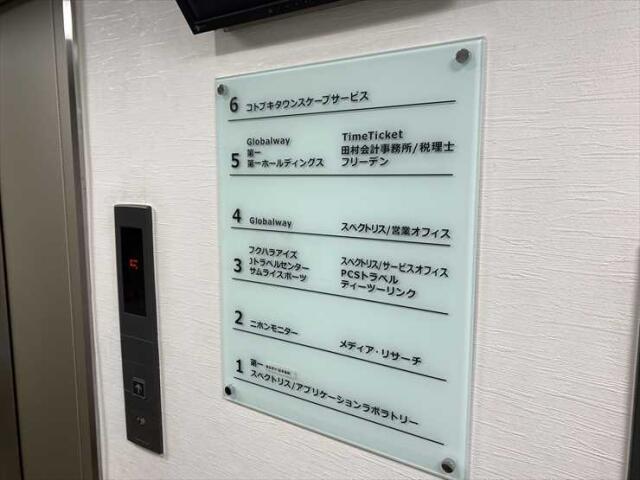 6 コトブキタウンスケープサービス
5 Globalway TimeTicket
第一 田村会計事務所/税理士
第一ホールディングス フリーデン
4 Globalway スペクトリス/営業オフィス
3 フクハラアイズ スペクトリス/サービスオフィス
Jトラベルセンター PCSトラベル
サムライスポーツ ディーツーリンク
2 ニホンモニター メディア・リサーチ
1 第一
スペクトリス/アプリケーションラボラトリー
5